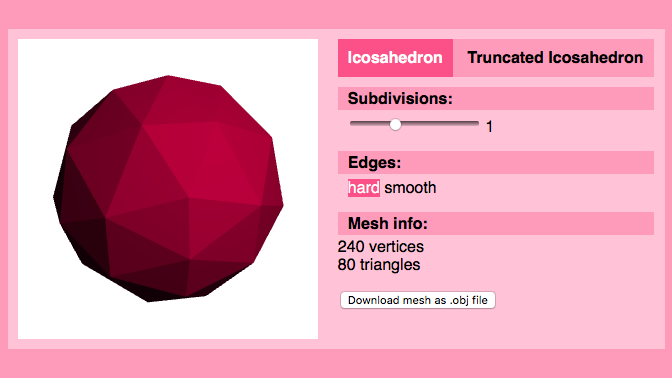 Icosahedron Truncated Icosahedron
Subdivisions:
1
Edges:
hard smooth
Mesh info:
240 vertices
80 triangles
Download mesh as .obj file